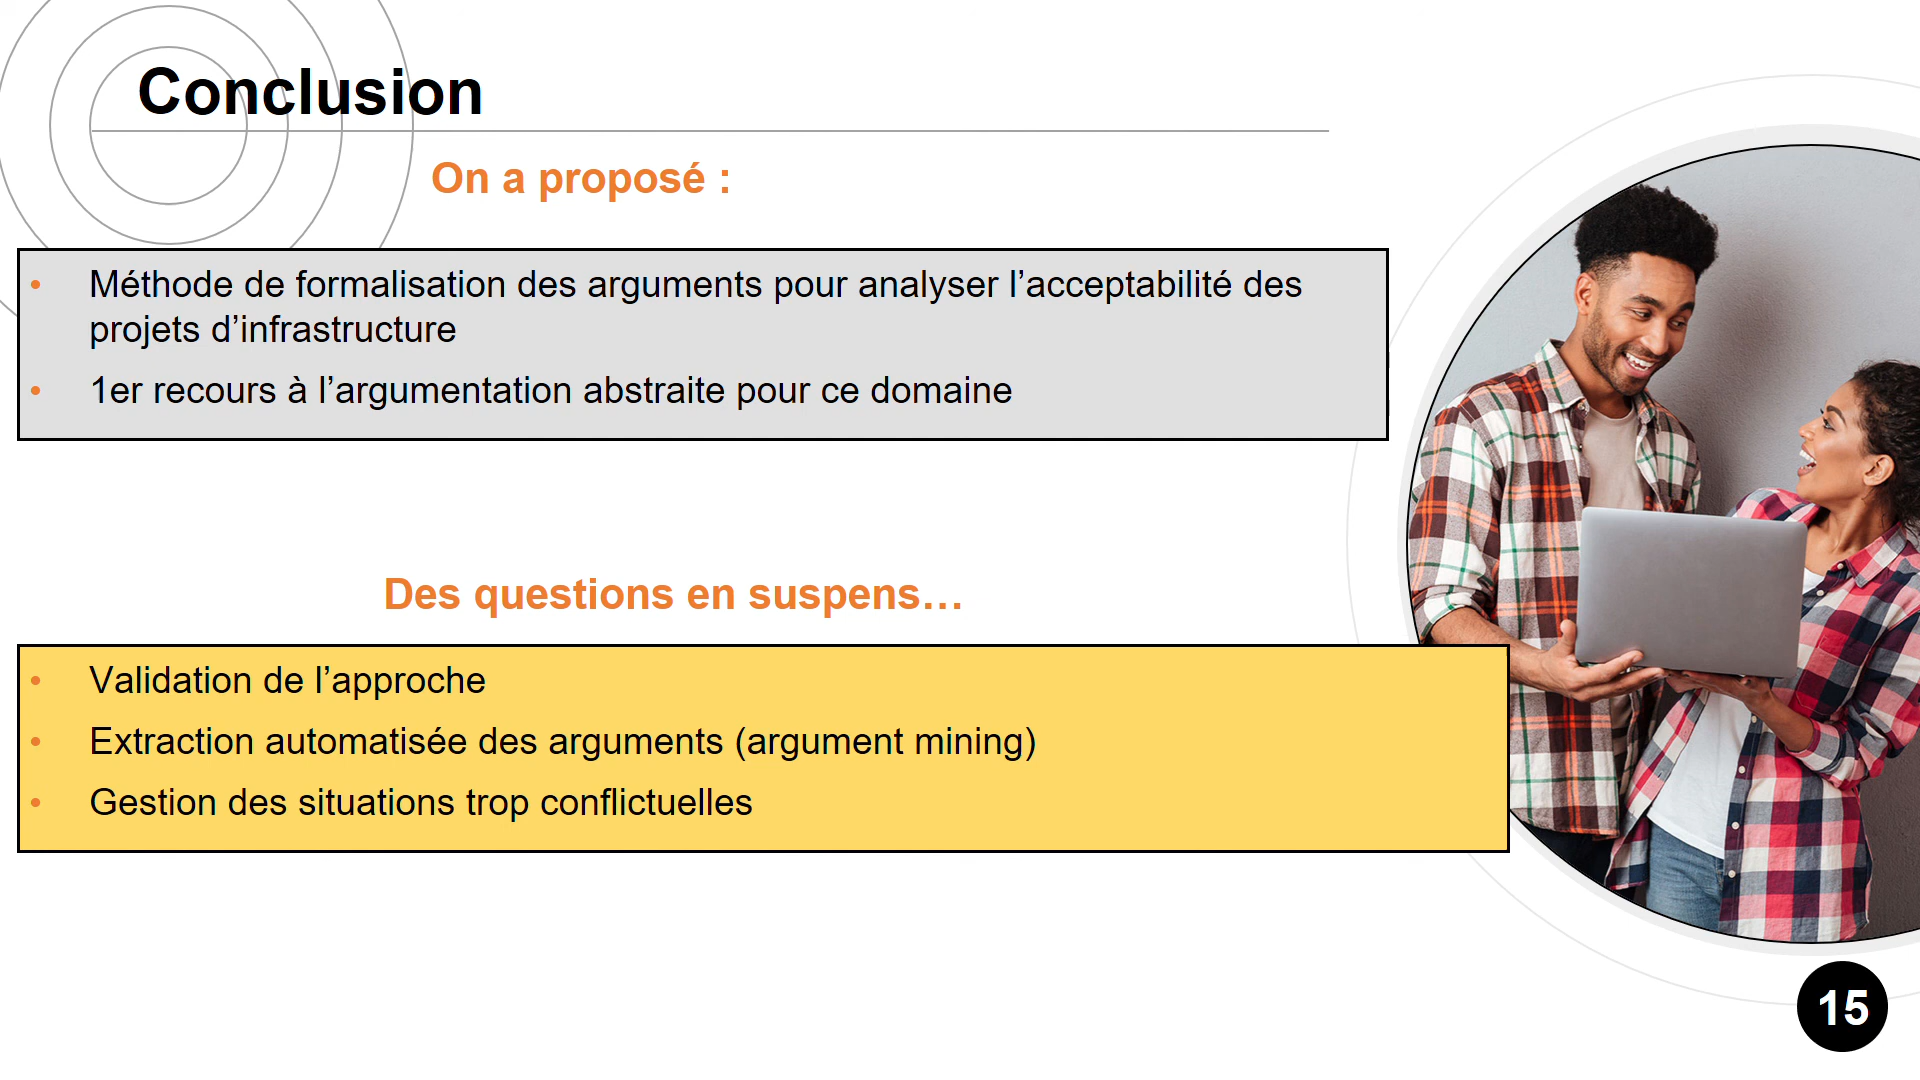 Conclusion
On a proposé :
• Méthode de formalisation des arguments pour analyser l’acceptabilité des
projets d’infrastructure
• 1er recours à l’argumentation abstraite pour ce domaine
Des questions en suspens…
• Validation de l’approche
• Extraction automatisée des arguments (argument mining)
• Gestion des situations trop conflictuelles
15